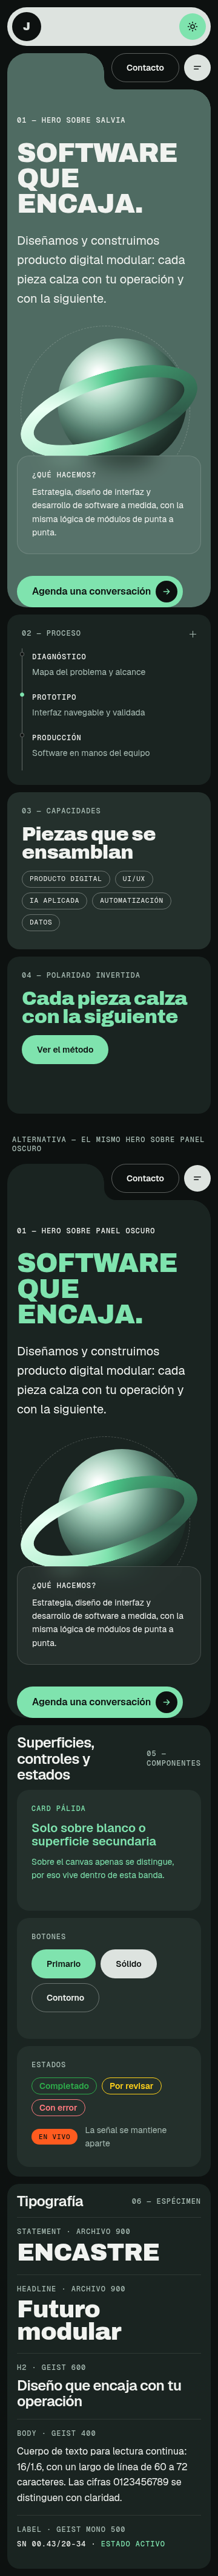 J
Contacto
01 — HERO SOBRE SALVIA
SOFTWARE
QUE
ENCAJA.
Diseñamos y construimos
producto digital modular: cada
pieza calza con tu operación y
con la siguiente.
¿QUÉ HACEMOS?
Estrategia, diseño de interfaz y
desarrollo de software a medida, con la
misma lógica de módulos de punta a
punta.
Agenda una conversación
02 — PROCESO
DIAGNÓSTICO
Mapa del problema y alcance
PROTOTIPO
Interfaz navegable y validada
PRODUCCIÓN
Software en manos del equipo
03 — CAPACIDADES
Piezas que se
ensamblan
PRODUCTO DIGITAL
UI/UX
IA APLICADA
AUTOMATIZACIÓN
DATOS
04 — POLARIDAD INVERTIDA
Cada pieza calza
con la siguiente
Ver el método
ALTERNATIVA — EL MISMO HERO SOBRE PANEL
OSCURO
Contacto
01 — HERO SOBRE PANEL OSCURO
SOFTWARE
QUE
ENCAJA.
Diseñamos y construimos
producto digital modular: cada
pieza calza con tu operación y
con la siguiente.
¿QUÉ HACEMOS?
Estrategia, diseño de interfaz y
desarrollo de software a medida, con la
misma lógica de módulos de punta a
punta.
Agenda una conversación
Superficies,
controles y
estados
05 —
COMPONENTES
CARD PÁLIDA
Solo sobre blanco o
superficie secundaria
Sobre el canvas apenas se distingue,
por eso vive dentro de esta banda.
BOTONES
Primario
Sólido
Contorno
ESTADOS
Completado
Por revisar
Con error
EN VIVO
La señal se mantiene
aparte
Tipografía
06 — ESPÉCIMEN
STATEMENT · ARCHIVO 900
ENCASTRE
HEADLINE · ARCHIVO 900
Futuro
modular
H2 · GEIST 600
Diseño que encaja con tu
operación
BODY · GEIST 400
Cuerpo de texto para lectura continua:
16/1.6, con un largo de línea de 60 a 72
caracteres. Las cifras 0123456789 se
distinguen con claridad.
LABEL · GEIST MONO 500
SN 00.43/20-34 · ESTADO ACTIVO